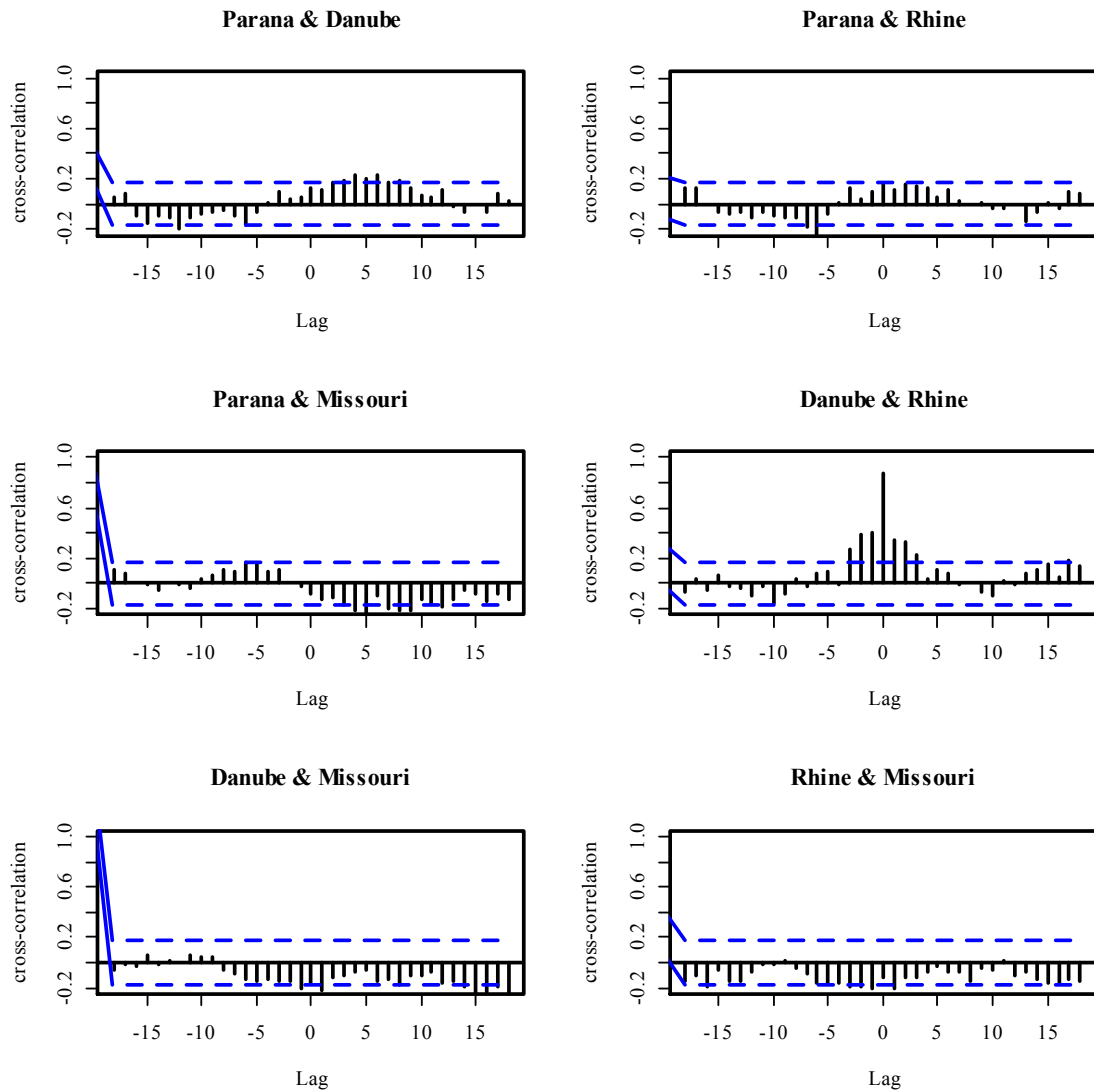 Parana & Danube
cross-correlation
1.0
0.6
0.2
-0.2
-15 -10 -5 0 5 10 15
Lag
Parana & Rhine
cross-correlation
1.0
0.6
0.2
-0.2
-15 -10 -5 0 5 10 15
Lag
Parana & Missouri
cross-correlation
1.0
0.6
0.2
-0.2
-15 -10 -5 0 5 10 15
Lag
Danube & Rhine
cross-correlation
1.0
0.6
0.2
-0.2
-15 -10 -5 0 5 10 15
Lag
Danube & Missouri
cross-correlation
1.0
0.6
0.2
-0.2
-15 -10 -5 0 5 10 15
Lag
Rhine & Missouri
cross-correlation
1.0
0.6
0.2
-0.2
-15 -10 -5 0 5 10 15
Lag